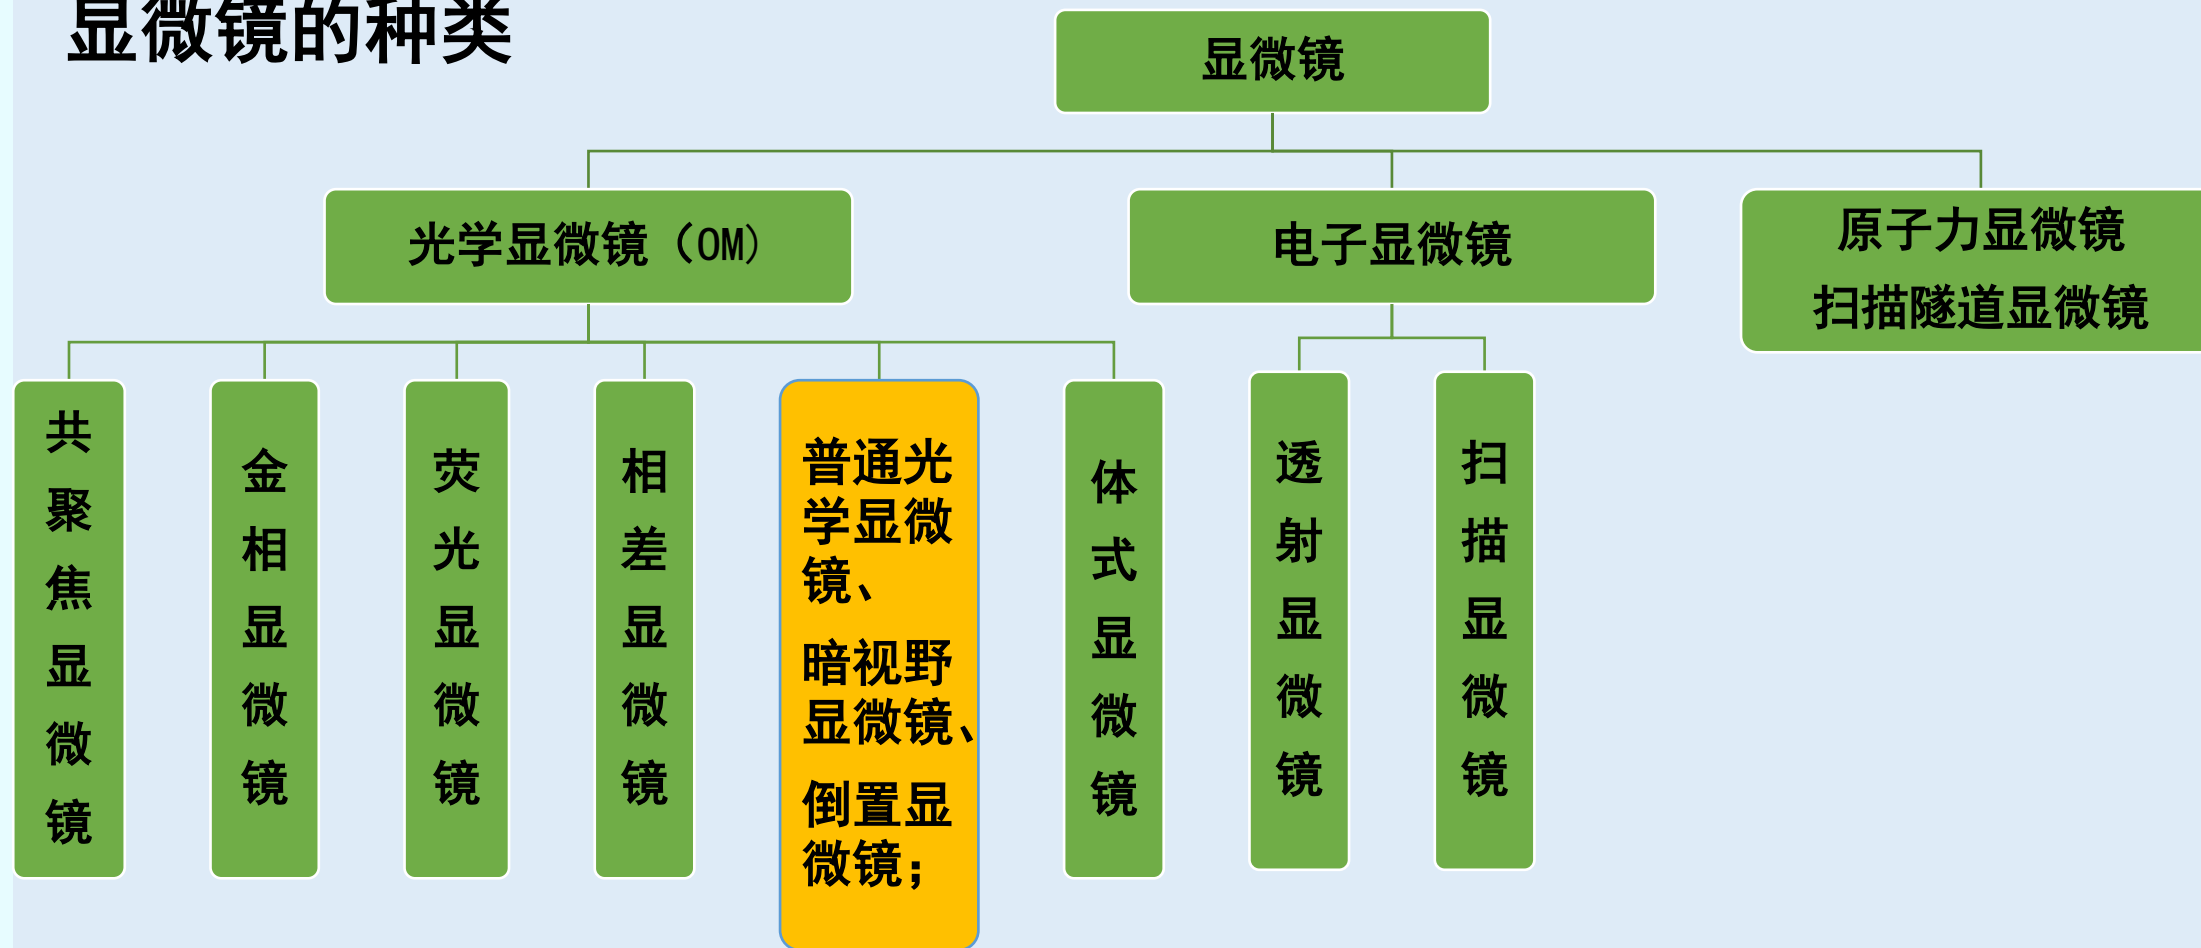 显微镜的种类
显微镜
光学显微镜（OM）
电子显微镜
原子力显微镜
扫描隧道显微镜
共聚焦显微镜
金相显微镜
荧光显微镜
相差显微镜
普通光
学显微
镜、
暗视野
显微镜、
倒置显
微镜；
体式显微镜
透射显微镜
扫描显微镜